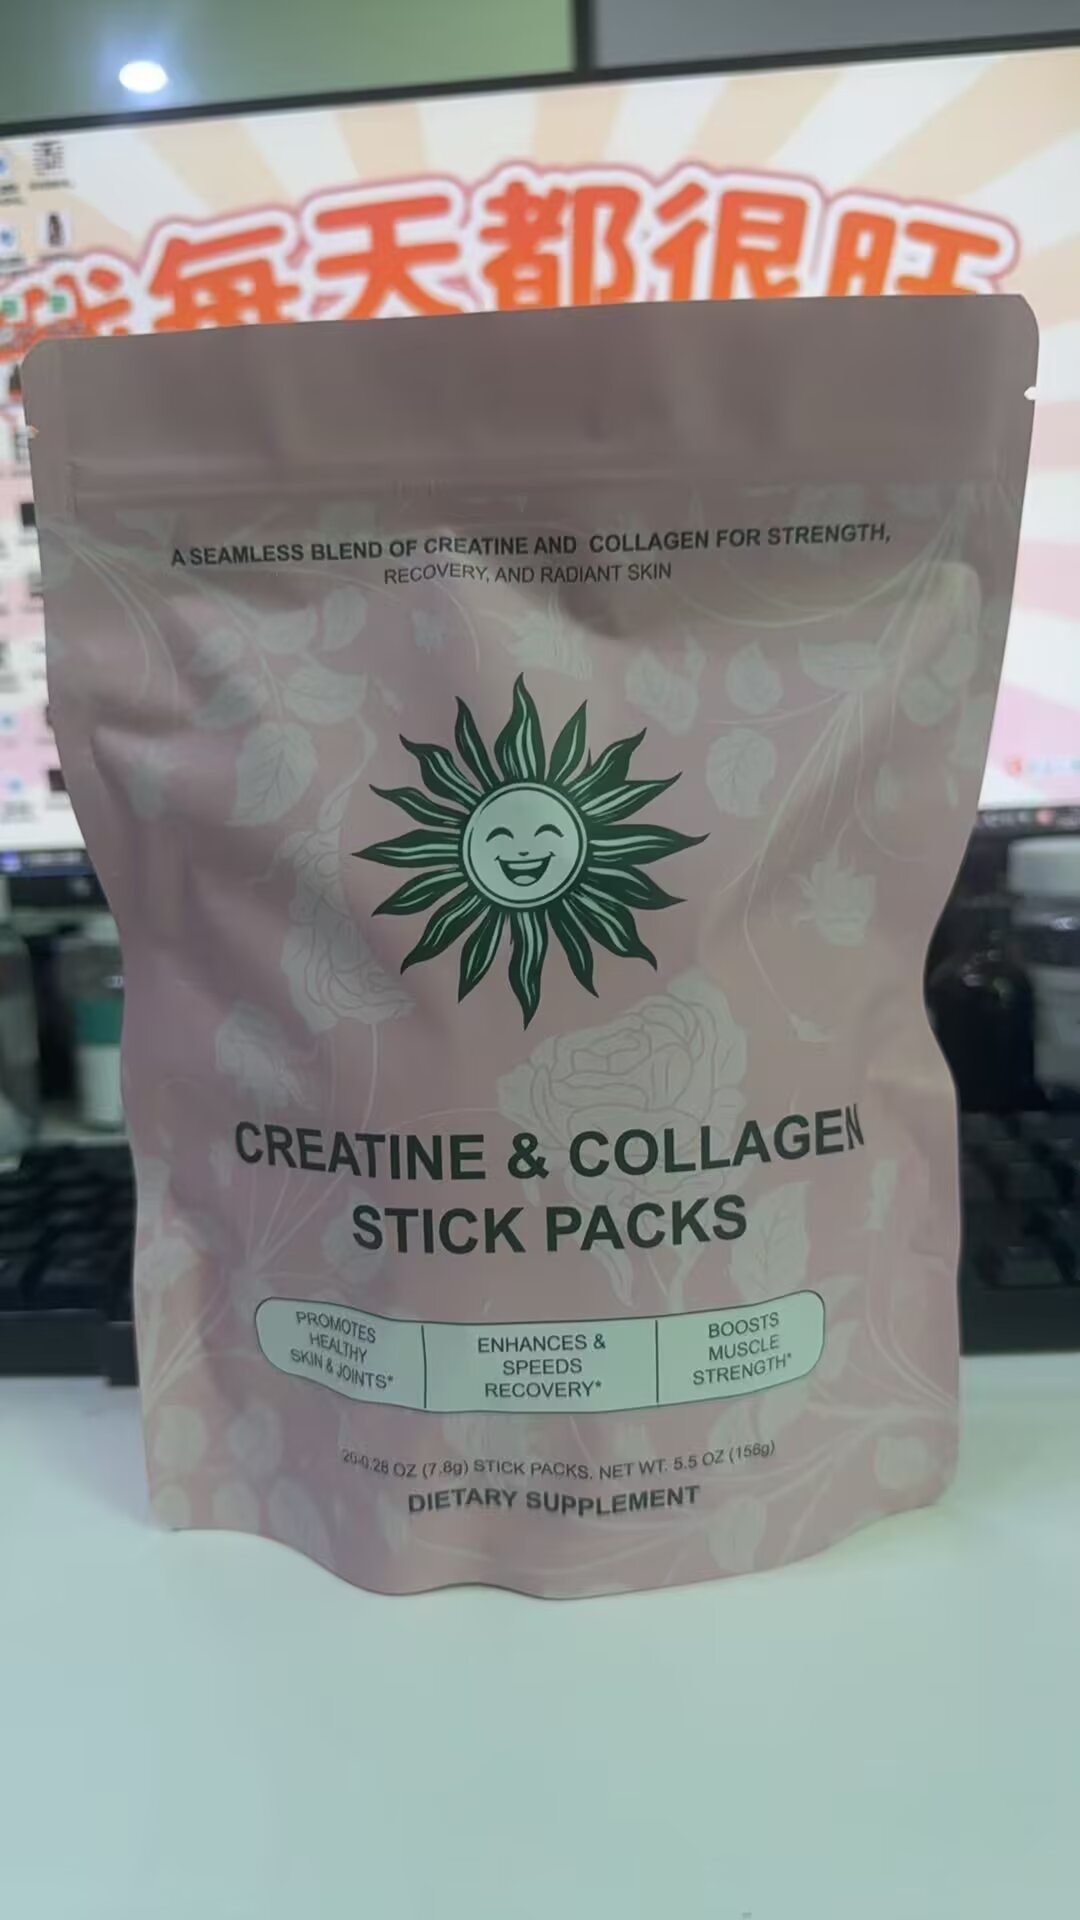 我每天都很旺
A SEAMLESS BLEND OF CREATINE AND COLLAGEN FOR STRENGTH,
RECOVERY, AND RADIANT SKIN
CREATINE & COLLAGEN
STICK PACKS
PROMOTES
HEALTHY
SKIN & JOINTS*
ENHANCES &
SPEEDS
RECOVERY*
BOOSTS
MUSCLE
STRENGTH*
20-0.28 OZ (7.8g) STICK PACKS. NET WT. 5.5 OZ (156g)
DIETARY SUPPLEMENT